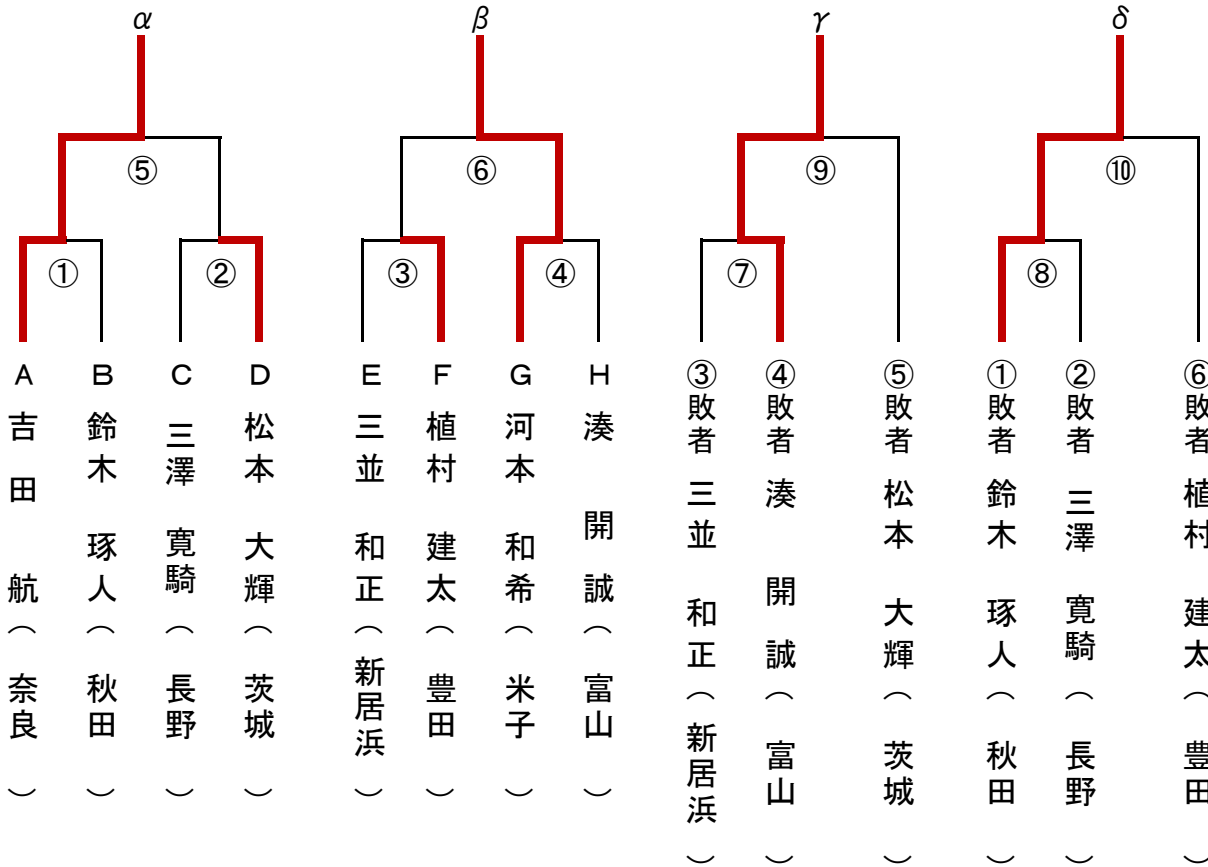 α β γ δ
⑤ ⑥ ⑨ ⑩
① ② ③ ④ ⑦ ⑧
A 吉田 航（奈良）
B 鈴木 琢人（秋田）
C 三澤 寛騎（長野）
D 松本 大輝（茨城）
E 三並 和正（新居浜）
F 植村 建太（豊田）
G 河本 和希（米子）
H 湊 開誠（富山）
③敗者 三並 和正（新居浜）
④敗者 湊 開誠（富山）
⑤敗者 松本 大輝（茨城）
①敗者 鈴木 琢人（秋田）
②敗者 三澤 寛騎（長野）
⑥敗者 植村 建太（豊田）